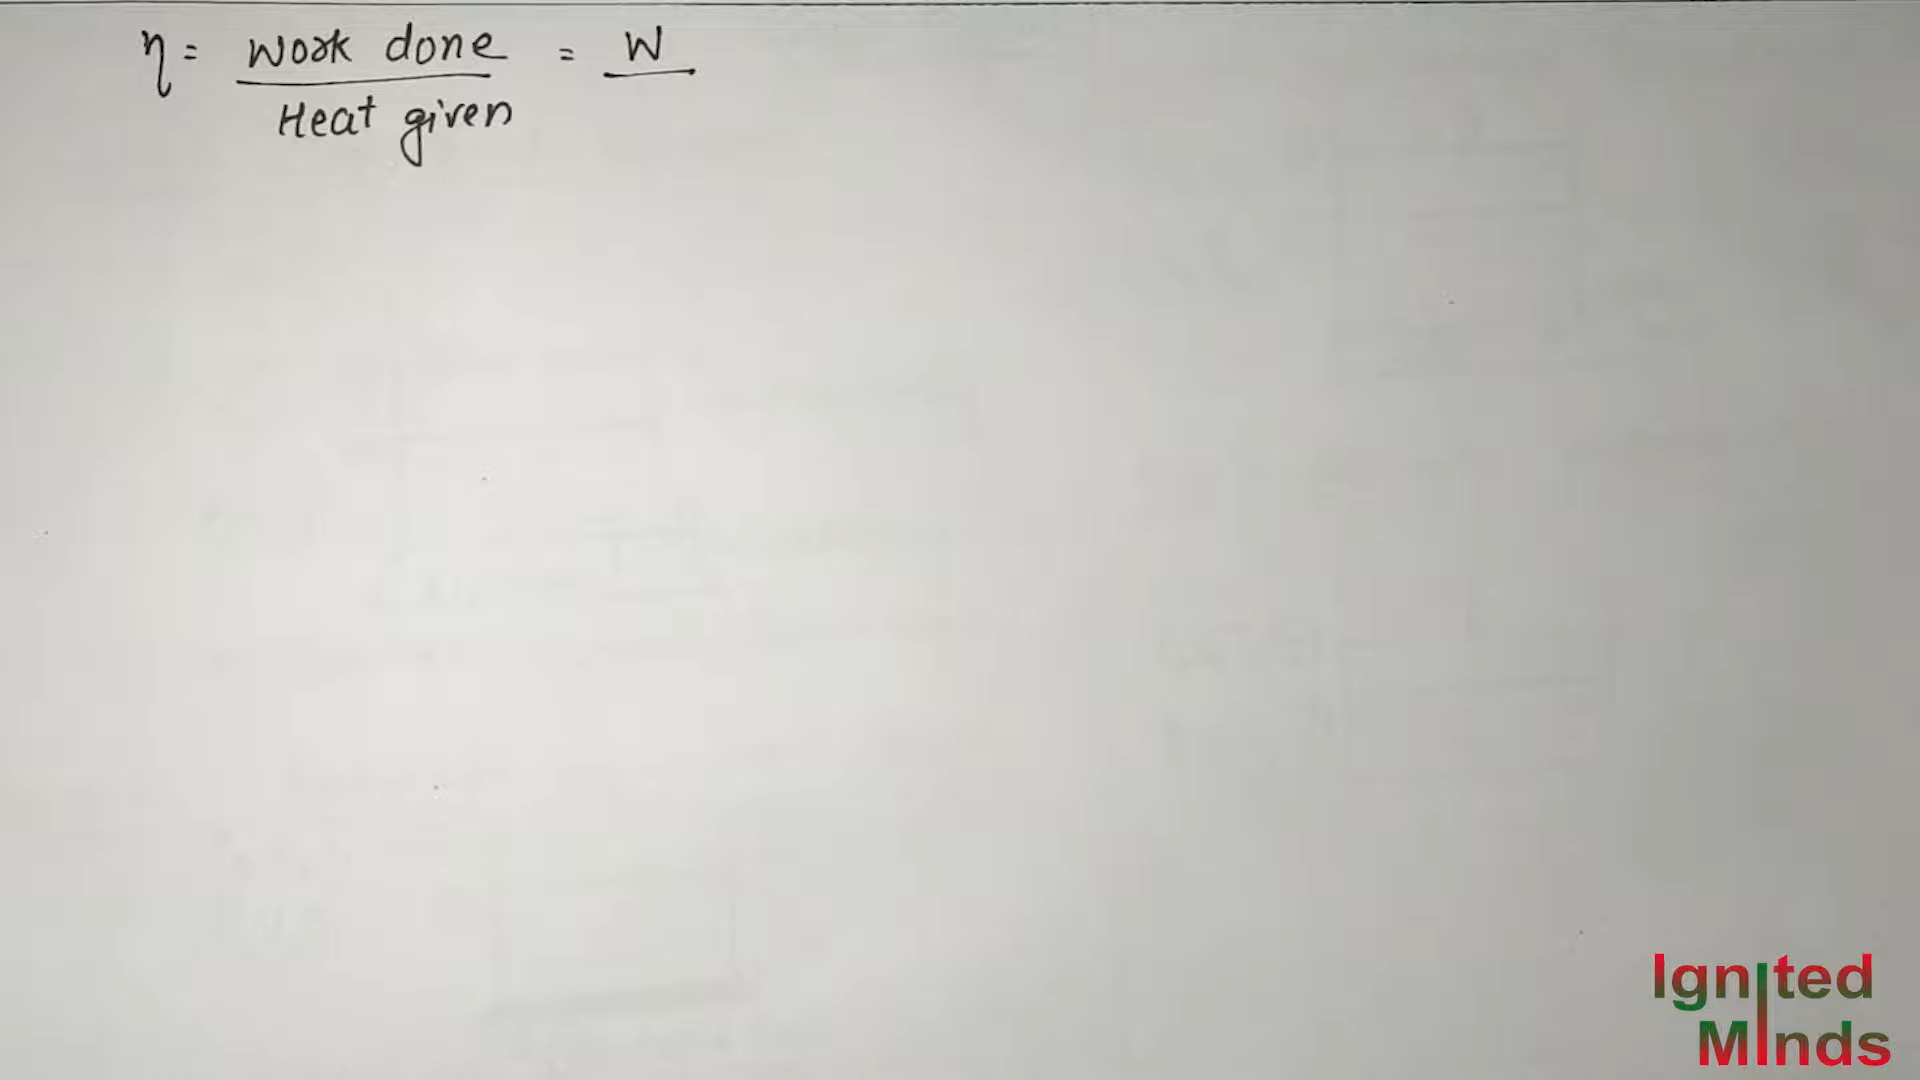 η = Work done = W
Heat given
Ignited
Minds